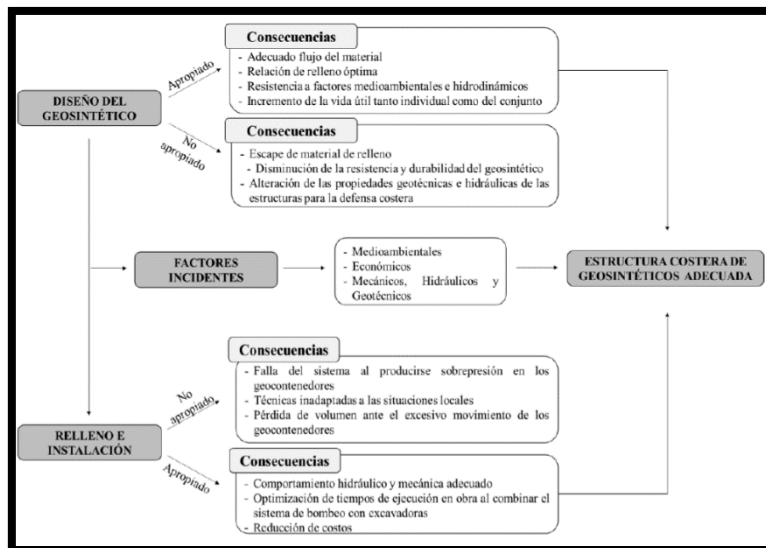 Consecuencias
- Adecuado flujo del material
- Relación de relleno óptima
- Resistencia a factores medioambientales e hidrodinámicos
- Incremento de la vida útil tanto individual como del conjunto
Apropiado
DISEÑO DEL
GEOSINTÉTICO
No
apropiado
Consecuencias
- Escape de material de relleno
- Disminución de la resistencia y durabilidad del geosintético
- Alteración de las propiedades geotécnicas e hidráulicas de las
estructuras para la defensa costera
FACTORES
INCIDENTES
- Medioambientales
- Económicos
- Mecánicos, Hidráulicos y
Geotécnicos
ESTRUCTURA COSTERA DE
GEOSINTÉTICOS ADECUADA
Consecuencias
- Falla del sistema al producirse sobrepresión en los
geocontenedores
- Técnicas inadaptadas a las situaciones locales
- Pérdida de volumen ante el excesivo movimiento de los
geocontenedores
No
apropiado
RELLENO E
INSTALACIÓN
Apropiado
Consecuencias
- Comportamiento hidráulico y mecánica adecuado
- Optimización de tiempos de ejecución en obra al combinar el
sistema de bombeo con excavadoras
- Reducción de costos